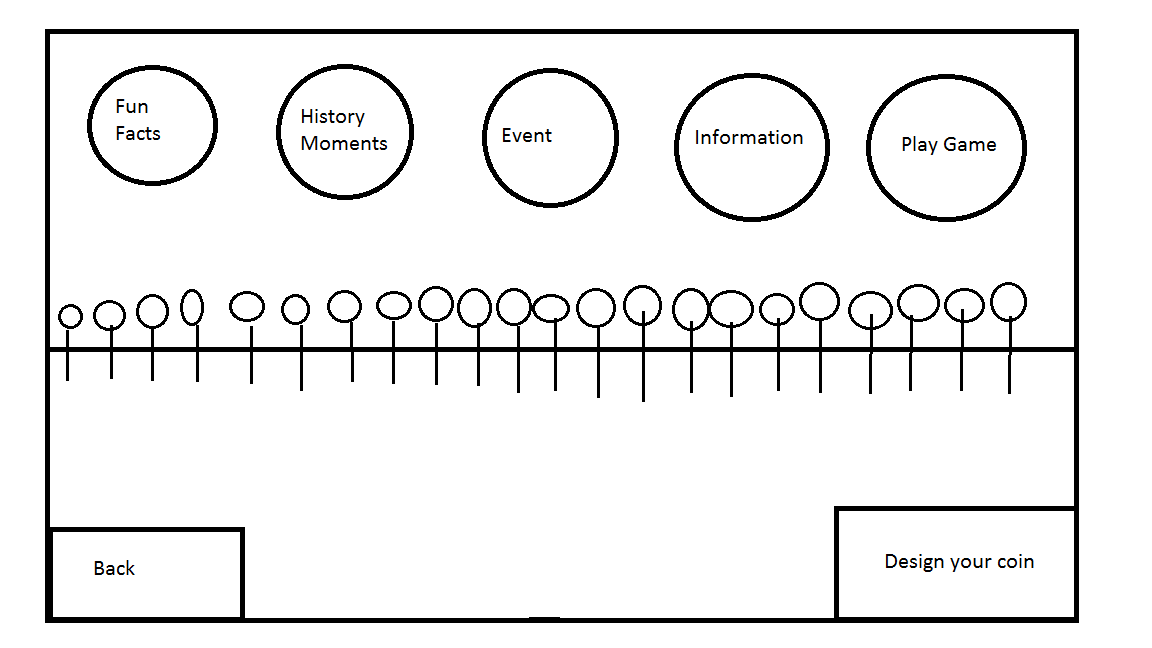 Fun
Facts
History
Moments
Event
Information
Play Game
Back
Design your coin